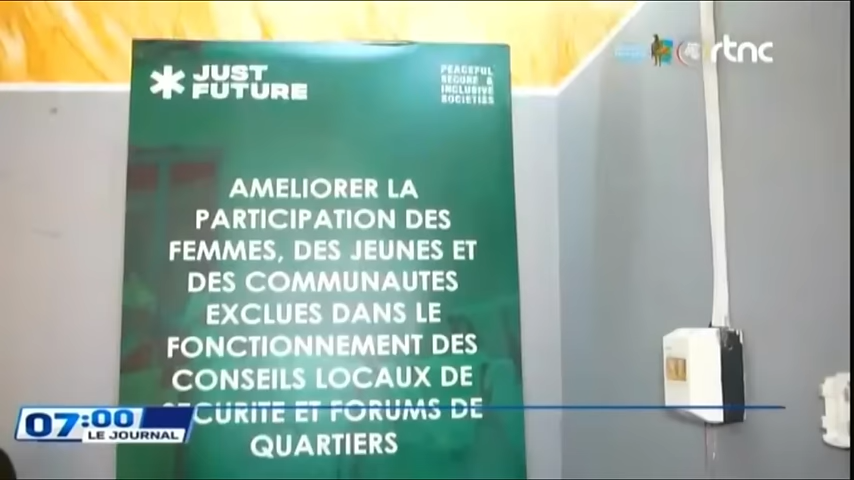 JUST
FUTURE
PEACEFUL
SECURE &
INCLUSIVE
SOCIETIES
rtnc
AMELIORER LA
PARTICIPATION DES
FEMMES, DES JEUNES ET
DES COMMUNAUTES
EXCLUES DANS LE
FONCTIONNEMENT DES
CONSEILS LOCAUX DE
SECURITE ET FORUMS DE
QUARTIERS
07:00
LE JOURNAL